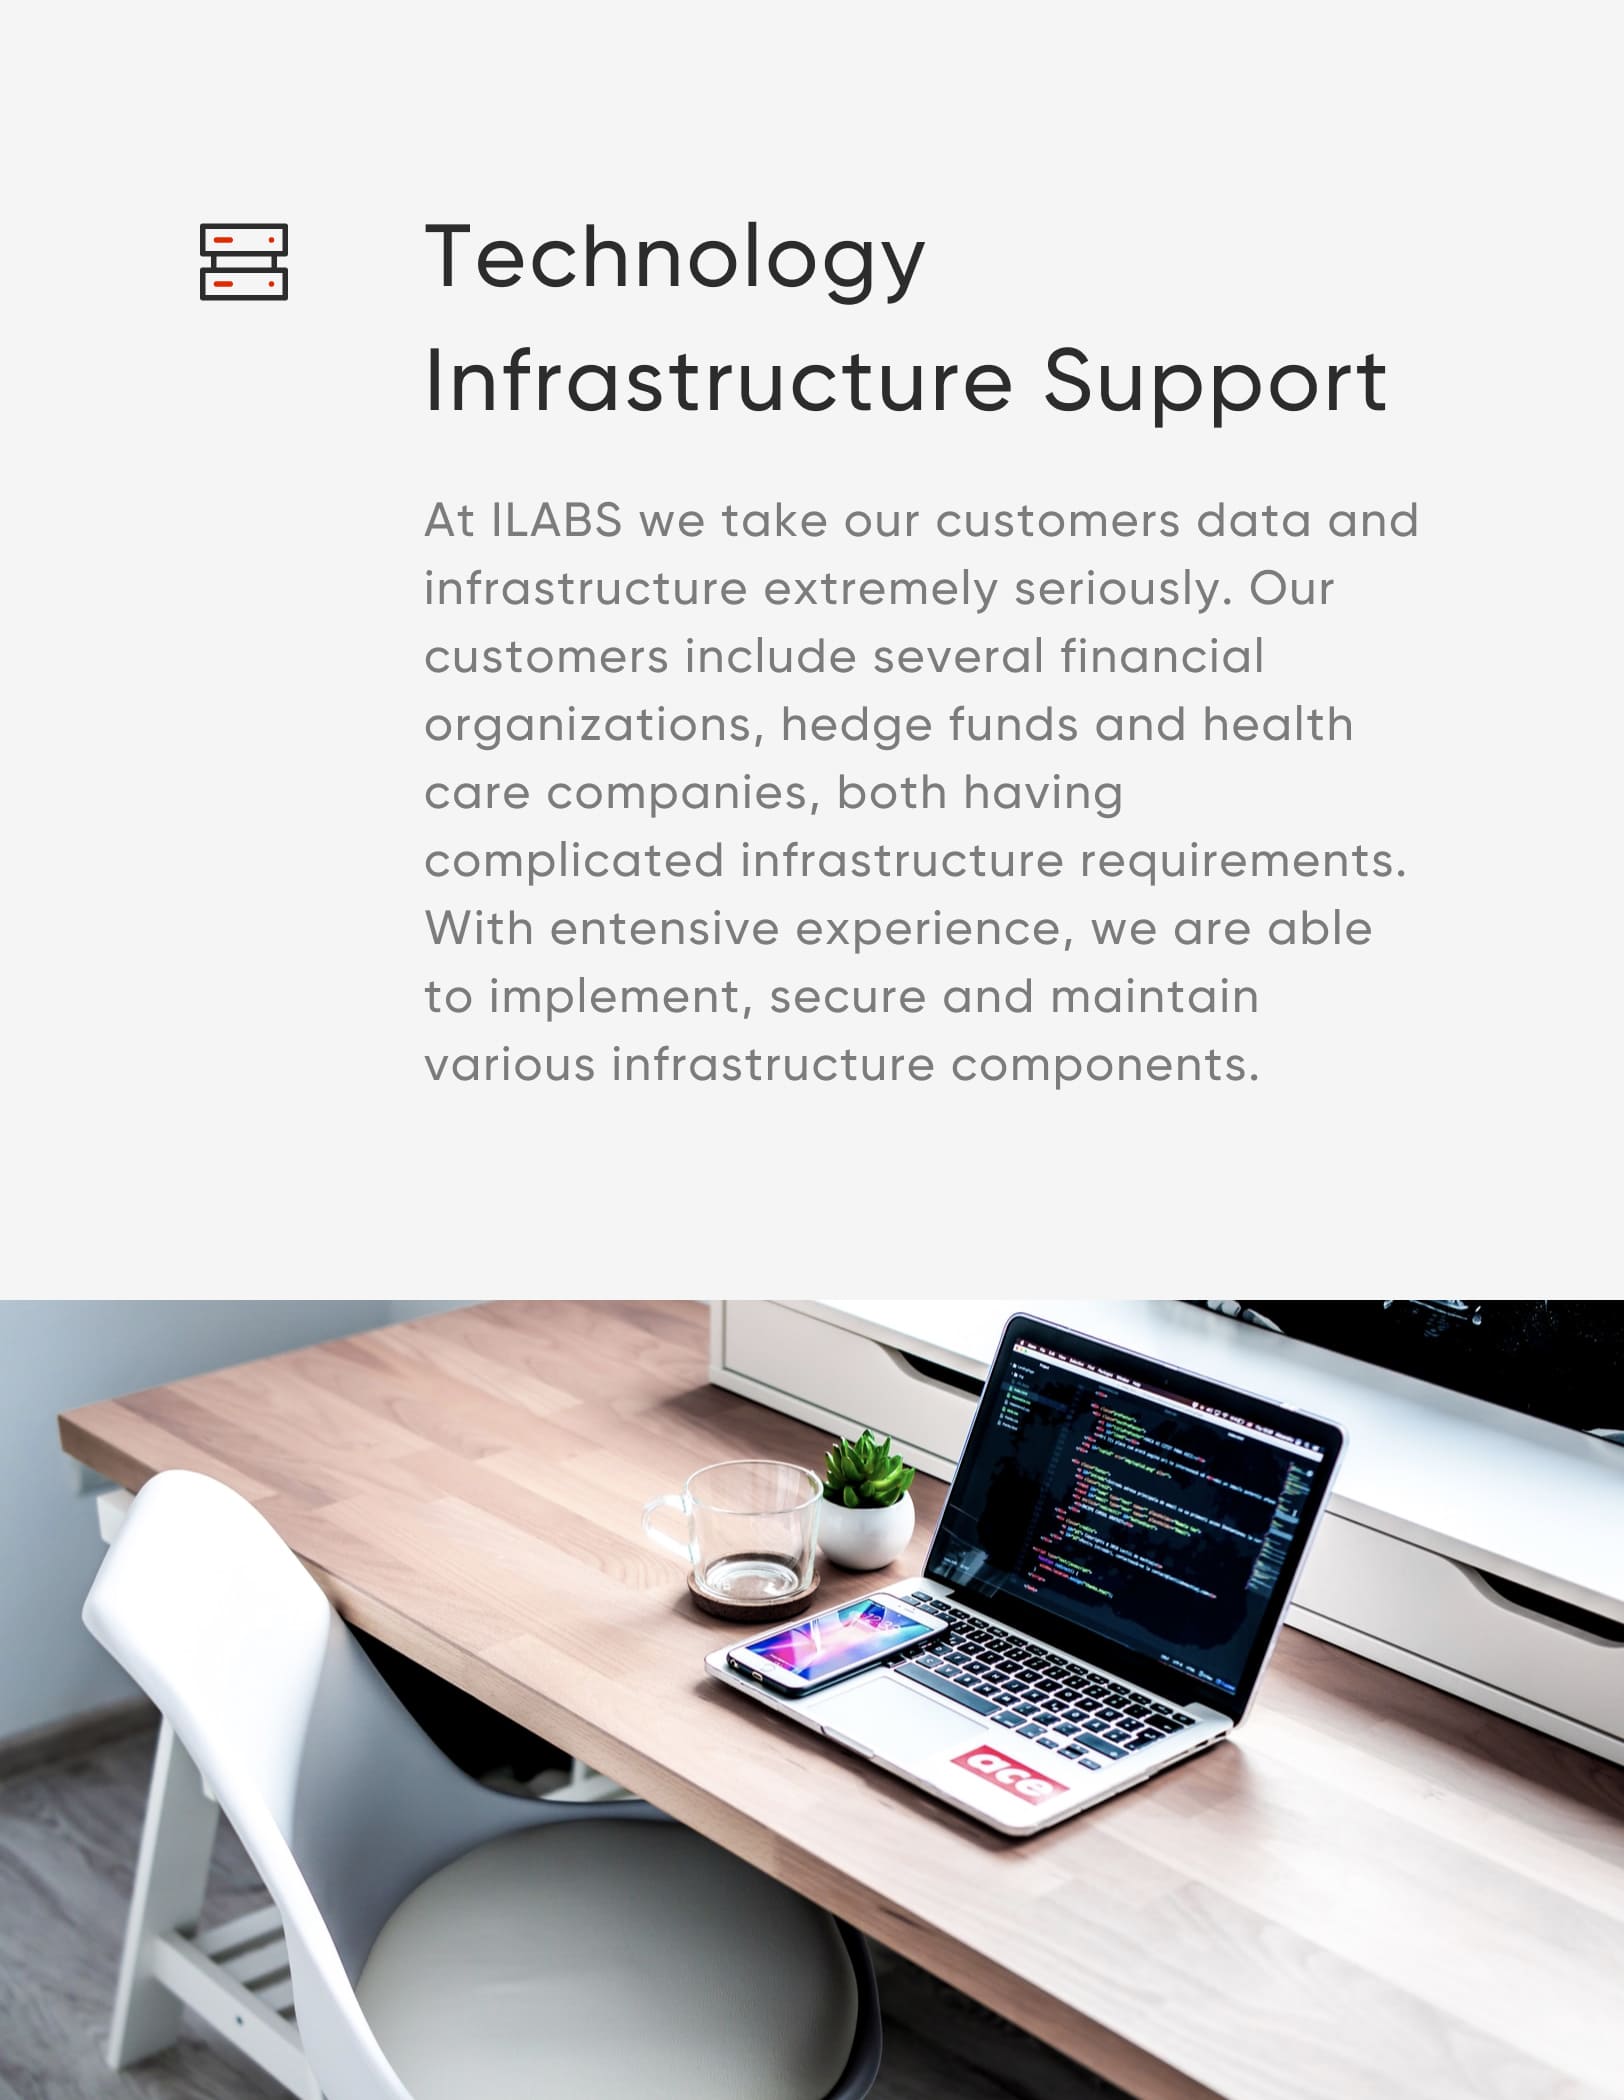 Technology
Infrastructure Support
At ILABS we take our customers data and
infrastructure extremely seriously. Our
customers include several financial
organizations, hedge funds and health
care companies, both having
complicated infrastructure requirements.
With entensive experience, we are able
to implement, secure and maintain
various infrastructure components.
ace